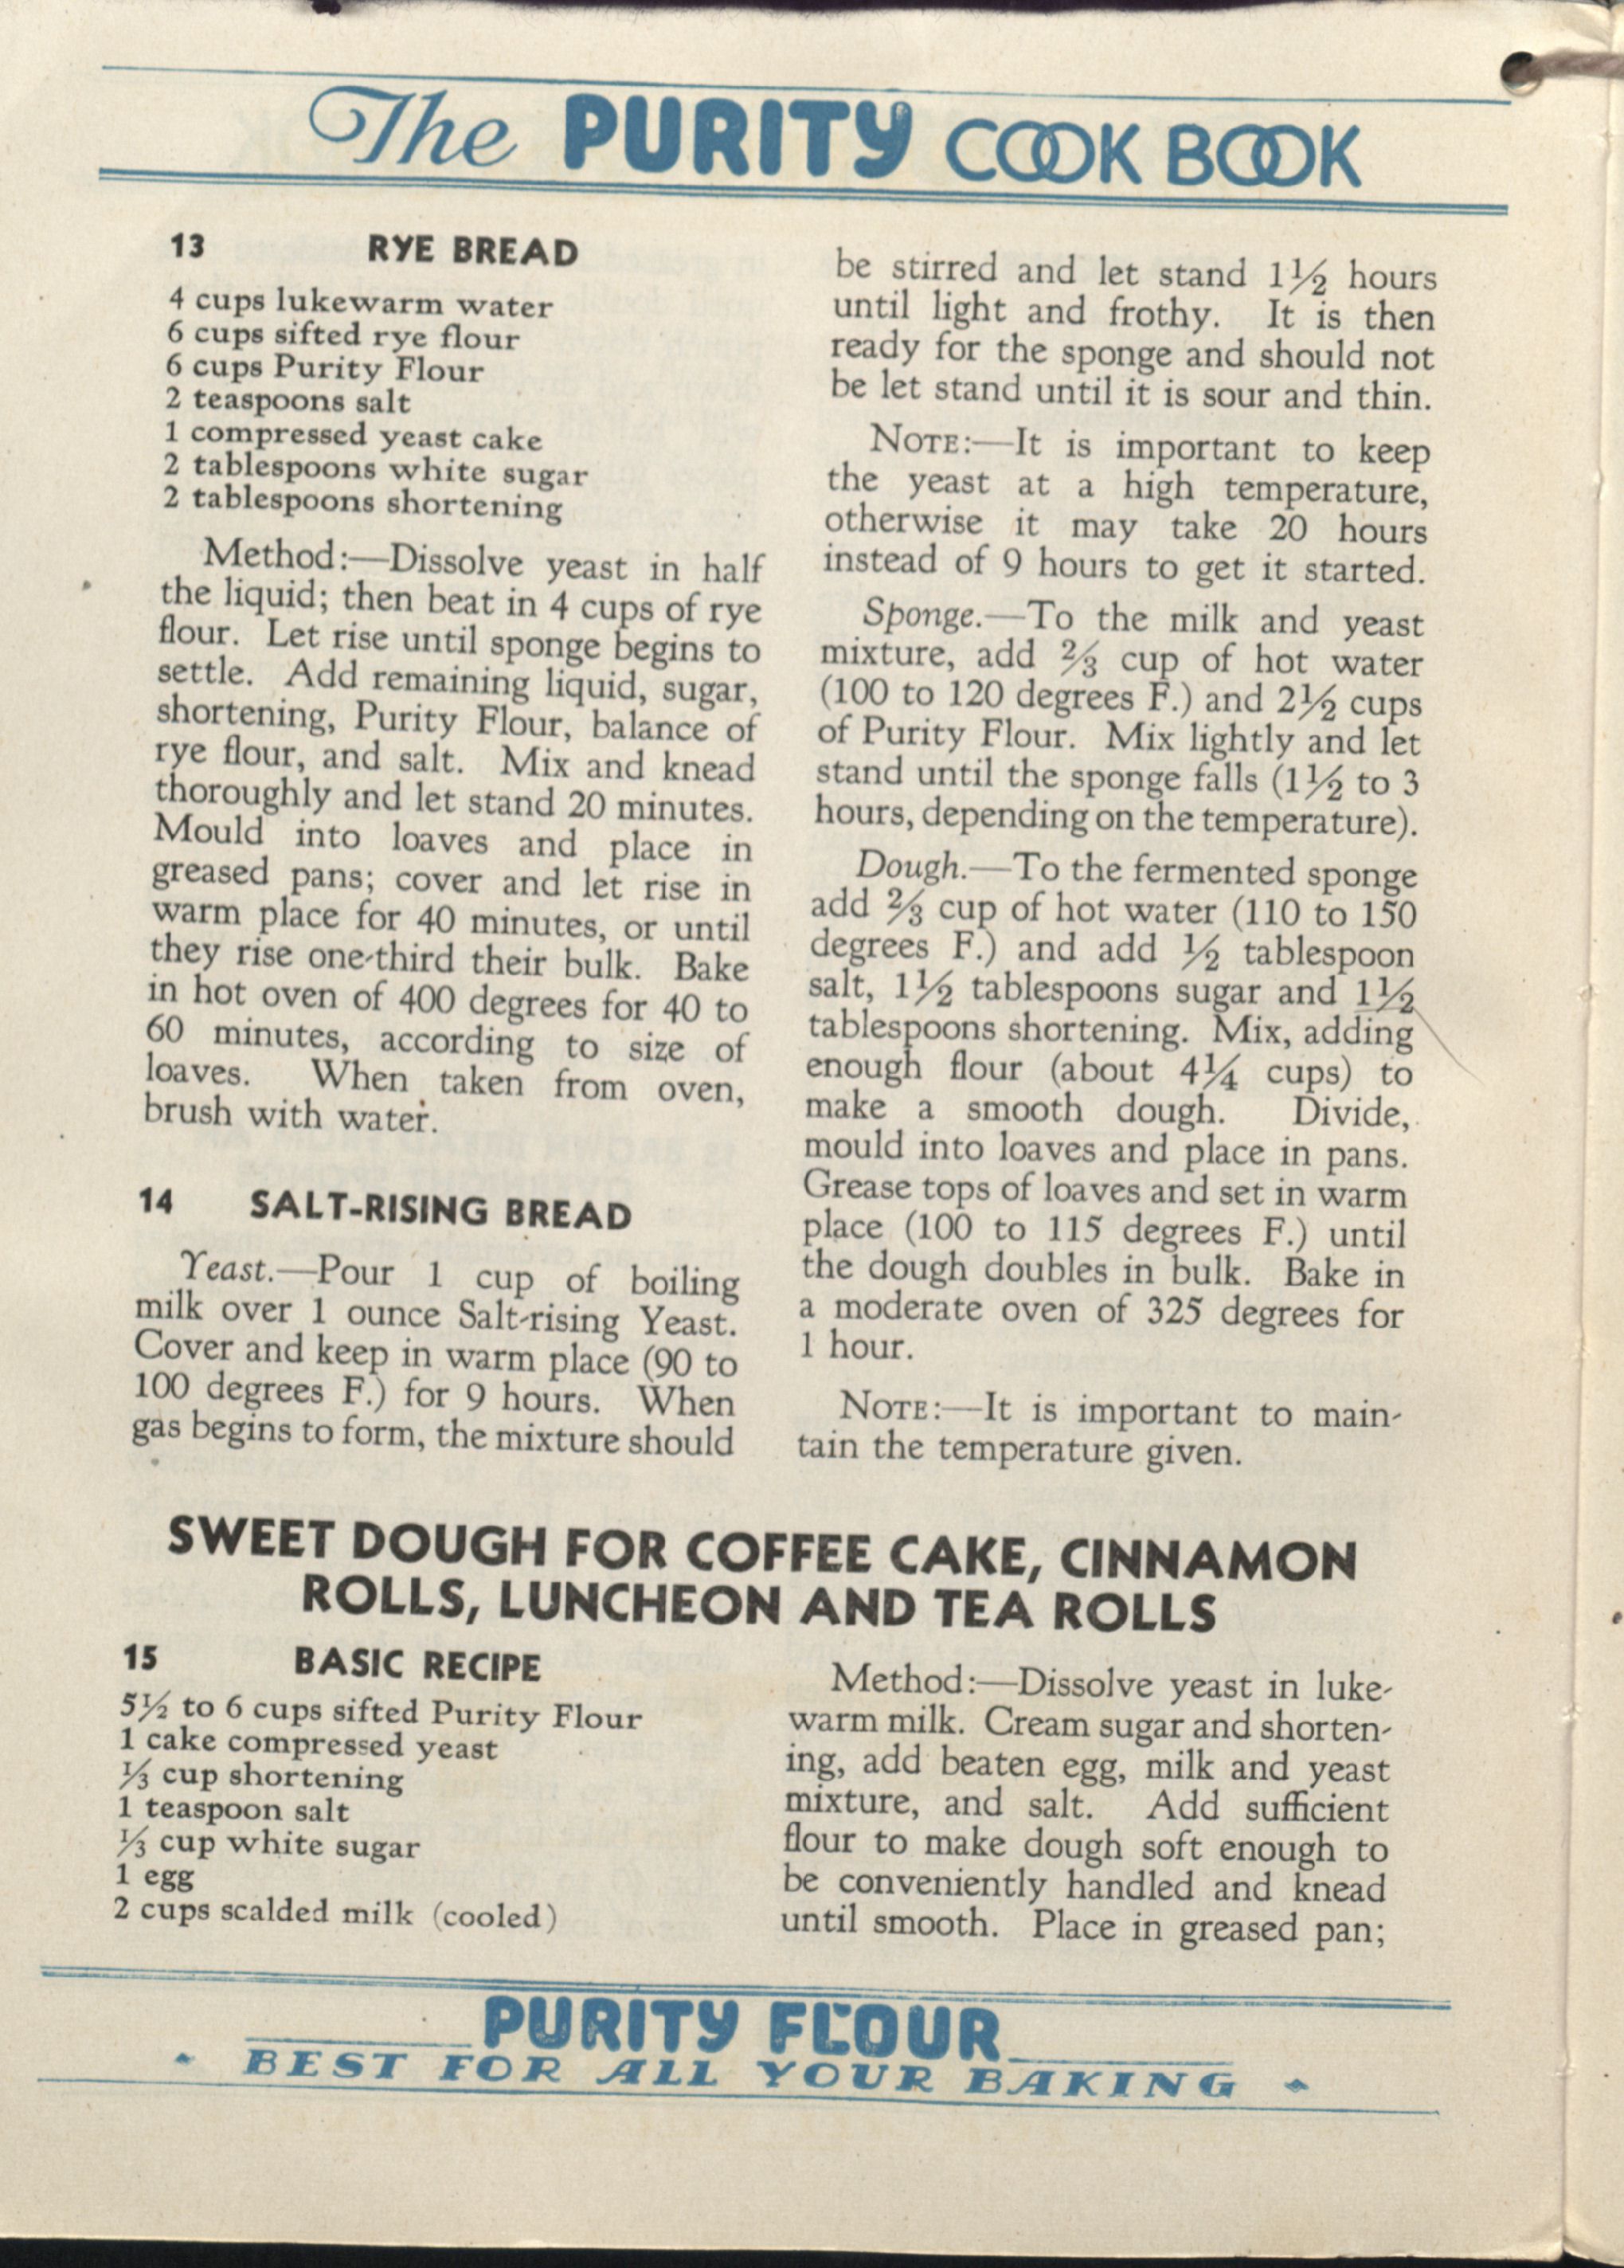 The PURITY COOK BOOK
13 RYE BREAD
4 cups lukewarm water
6 cups sifted rye flour
6 cups Purity Flour
2 teaspoons salt
1 compressed yeast cake
2 tablespoons white sugar
2 tablespoons shortening
Method:—Dissolve yeast in half
the liquid; then beat in 4 cups of rye
flour. Let rise until sponge begins to
settle. Add remaining liquid, sugar,
shortening, Purity Flour, balance of
rye flour, and salt. Mix and knead
thoroughly and let stand 20 minutes.
Mould into loaves and place in
greased pans; cover and let rise in
warm place for 40 minutes, or until
they rise one-third their bulk. Bake
in hot oven of 400 degrees for 40 to
60 minutes, according to size of
loaves. When taken from oven,
brush with water.
14 SALT-RISING BREAD
Yeast.—Pour 1 cup of boiling
milk over 1 ounce Salt-rising Yeast.
Cover and keep in warm place (90 to
100 degrees F.) for 9 hours. When
gas begins to form, the mixture should
be stirred and let stand 1½ hours
until light and frothy. It is then
ready for the sponge and should not
be let stand until it is sour and thin.
NOTE:—It is important to keep
the yeast at a high temperature,
otherwise it may take 20 hours
instead of 9 hours to get it started.
Sponge.—To the milk and yeast
mixture, add ⅔ cup of hot water
(100 to 120 degrees F.) and 2½ cups
of Purity Flour. Mix lightly and let
stand until the sponge falls (1½ to 3
hours, depending on the temperature).
Dough.—To the fermented sponge
add ⅔ cup of hot water (110 to 150
degrees F.) and add ½ tablespoon
salt, 1½ tablespoons sugar and 1½
tablespoons shortening. Mix, adding
enough flour (about 4¼ cups) to
make a smooth dough. Divide,
mould into loaves and place in pans.
Grease tops of loaves and set in warm
place (100 to 115 degrees F.) until
the dough doubles in bulk. Bake in
a moderate oven of 325 degrees for
1 hour.
NOTE:—It is important to main-
tain the temperature given.
SWEET DOUGH FOR COFFEE CAKE, CINNAMON
ROLLS, LUNCHEON AND TEA ROLLS
15 BASIC RECIPE
5½ to 6 cups sifted Purity Flour
1 cake compressed yeast
⅓ cup shortening
1 teaspoon salt
⅓ cup white sugar
1 egg
2 cups scalded milk (cooled)
Method:—Dissolve yeast in luke-
warm milk. Cream sugar and shorten-
ing, add beaten egg, milk and yeast
mixture, and salt. Add sufficient
flour to make dough soft enough to
be conveniently handled and knead
until smooth. Place in greased pan;
PURITY FLOUR
BEST FOR ALL YOUR BAKING